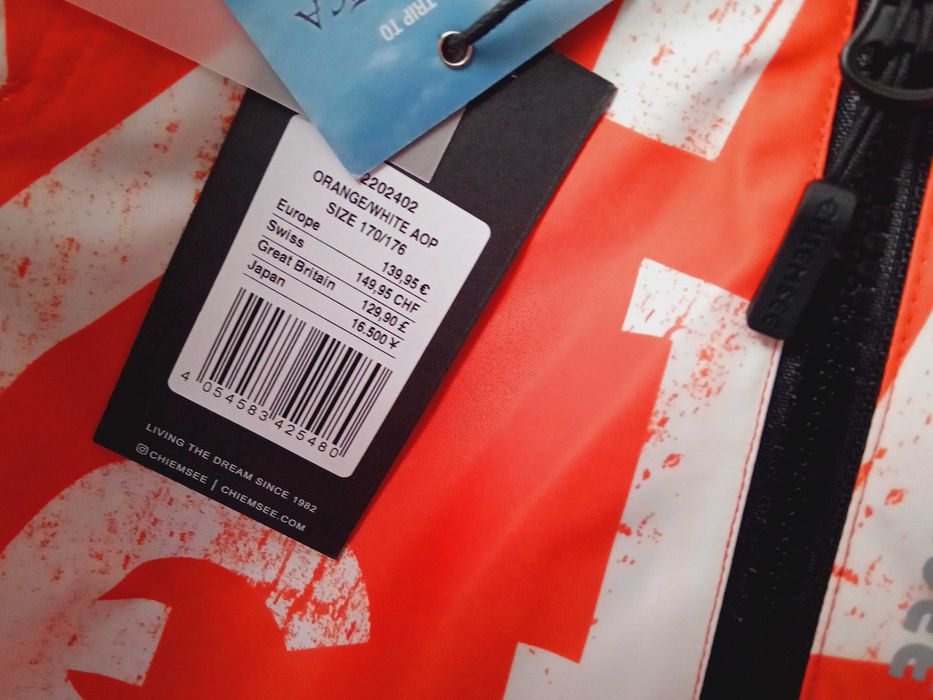 TRIP TO
2202402
ORANGE/WHITE AOP
SIZE 170/176
Europe 139,95 €
Swiss 149,95 CHF
Great Britain 129,90 £
Japan 16.500 ¥
4 054583 425480
LIVING THE DREAM SINCE 1982
CHIEMSEE | CHIEMSEE.COM
CHIEMSEE